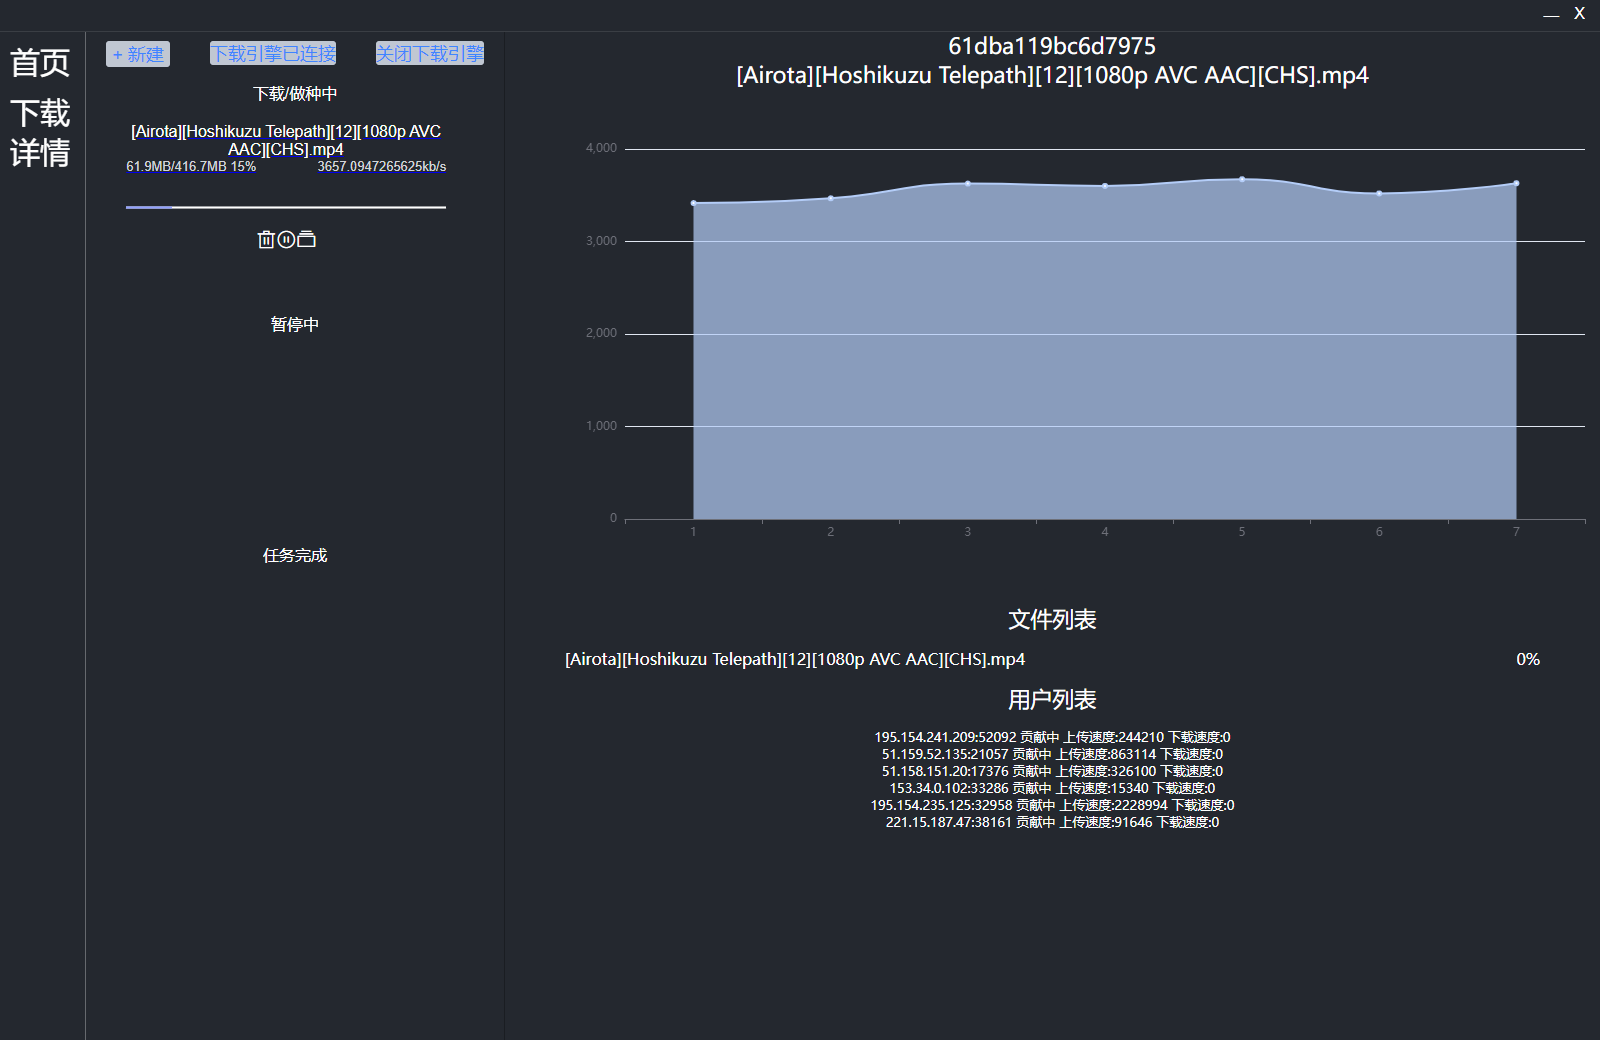 — X
首页
下载
详情
+ 新建
下载引擎已连接
关闭下载引擎
下载/做种中
[Airota][Hoshikuzu Telepath][12][1080p AVC
AAC][CHS].mp4
61.9MB/416.7MB 15%
3657.0947265625kb/s
暂停中
任务完成
61dba119bc6d7975
[Airota][Hoshikuzu Telepath][12][1080p AVC AAC][CHS].mp4
4,000
3,000
2,000
1,000
0
1 2 3 4 5 6 7
文件列表
[Airota][Hoshikuzu Telepath][12][1080p AVC AAC][CHS].mp4 0%
用户列表
195.154.241.209:52092 贡献中 上传速度:244210 下载速度:0
51.159.52.135:21057 贡献中 上传速度:863114 下载速度:0
51.158.151.20:17376 贡献中 上传速度:326100 下载速度:0
153.34.0.102:33286 贡献中 上传速度:15340 下载速度:0
195.154.235.125:32958 贡献中 上传速度:2228994 下载速度:0
221.15.187.47:38161 贡献中 上传速度:91646 下载速度:0